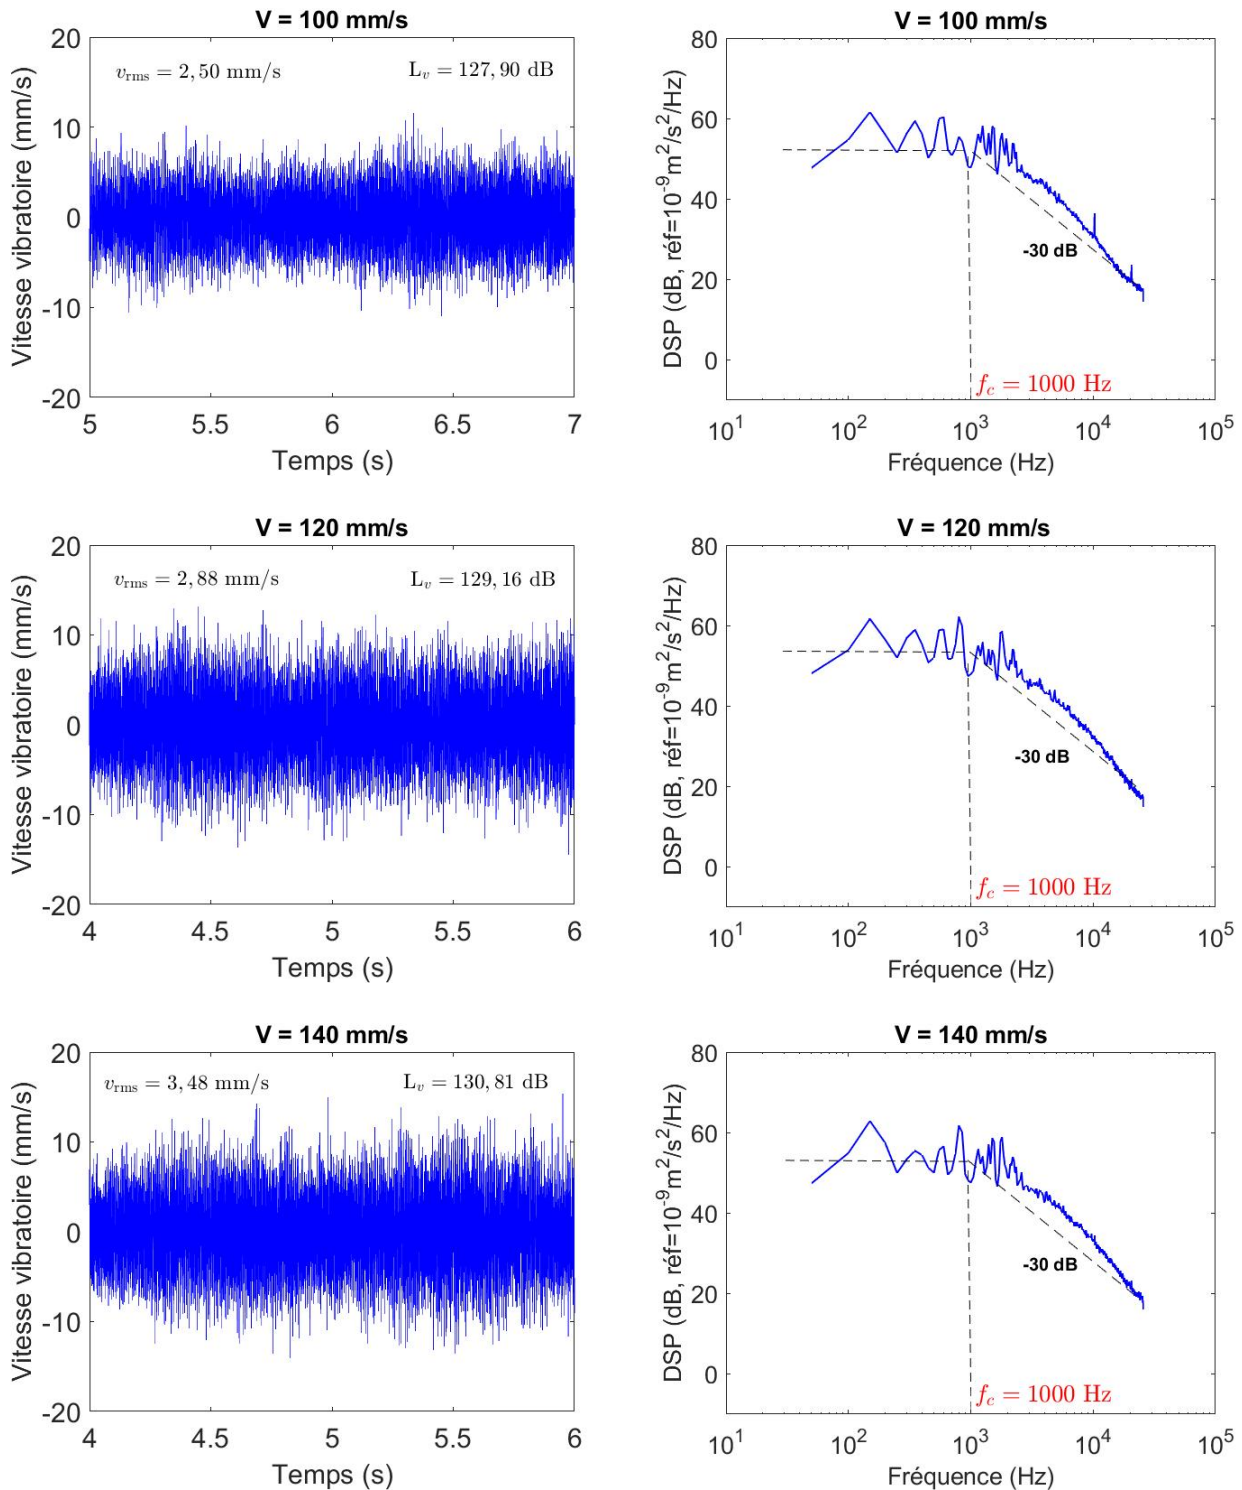 V = 100 mm/s
20
10
0
-10
-20
5
5.5
6
6.5
7
Vitesse vibratoire (mm/s)
Temps (s)
v_rms = 2, 50 mm/s
L_v = 127, 90 dB
V = 100 mm/s
80
60
40
20
0
10^1
10^2
10^3
10^4
10^5
DSP (dB, réf=10^-9m^2/s^2/Hz)
Fréquence (Hz)
-30 dB
f_c = 1000 Hz
V = 120 mm/s
20
10
0
-10
-20
4
4.5
5
5.5
6
Vitesse vibratoire (mm/s)
Temps (s)
v_rms = 2, 88 mm/s
L_v = 129, 16 dB
V = 120 mm/s
80
60
40
20
0
10^1
10^2
10^3
10^4
10^5
DSP (dB, réf=10^-9m^2/s^2/Hz)
Fréquence (Hz)
-30 dB
f_c = 1000 Hz
V = 140 mm/s
20
10
0
-10
-20
4
4.5
5
5.5
6
Vitesse vibratoire (mm/s)
Temps (s)
v_rms = 3, 48 mm/s
L_v = 130, 81 dB
V = 140 mm/s
80
60
40
20
0
10^1
10^2
10^3
10^4
10^5
DSP (dB, réf=10^-9m^2/s^2/Hz)
Fréquence (Hz)
-30 dB
f_c = 1000 Hz